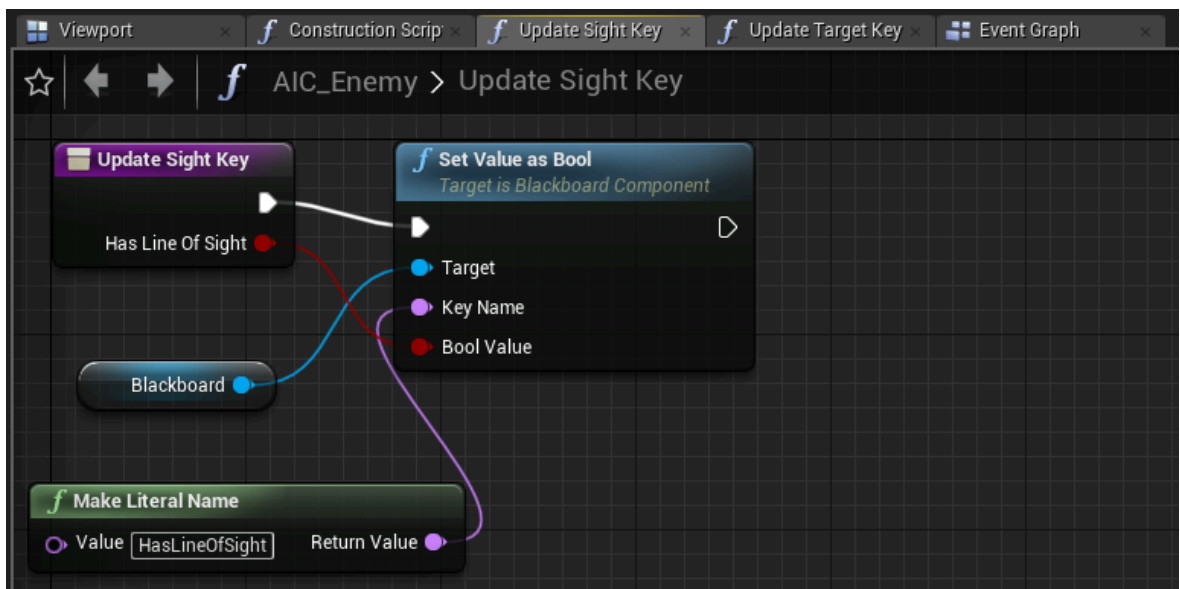 Viewport
Construction Scrip
Update Sight Key
Update Target Key
Event Graph
AIC_Enemy > Update Sight Key
Update Sight Key
Has Line Of Sight
Set Value as Bool
Target is Blackboard Component
Target
Key Name
Bool Value
Blackboard
Make Literal Name
Value HasLineOfSight Return Value